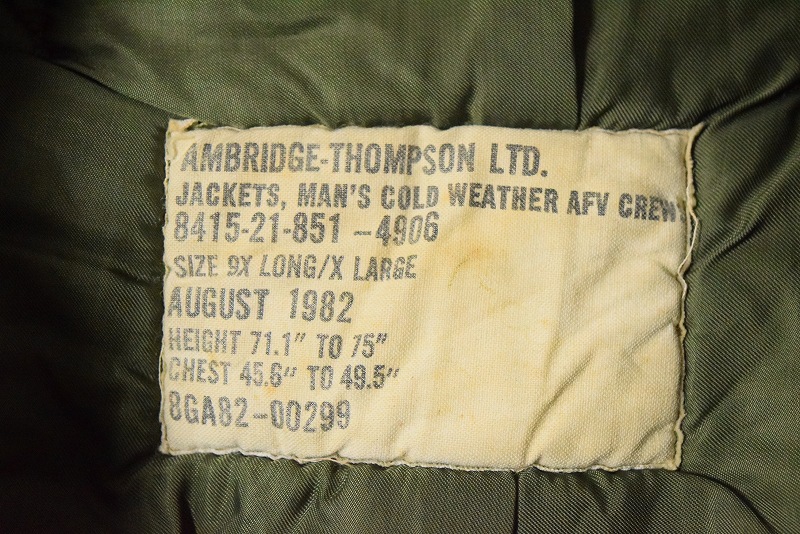 AMBRIDGE-THOMPSON LTD.
JACKETS, MAN'S COLD WEATHER AFV CREW
8415-21-851-4906
SIZE 9X LONG/X LARGE
AUGUST 1982
HEIGHT 71.1" TO 75"
CHEST 45.6" TO 49.5"
8GA82-00299